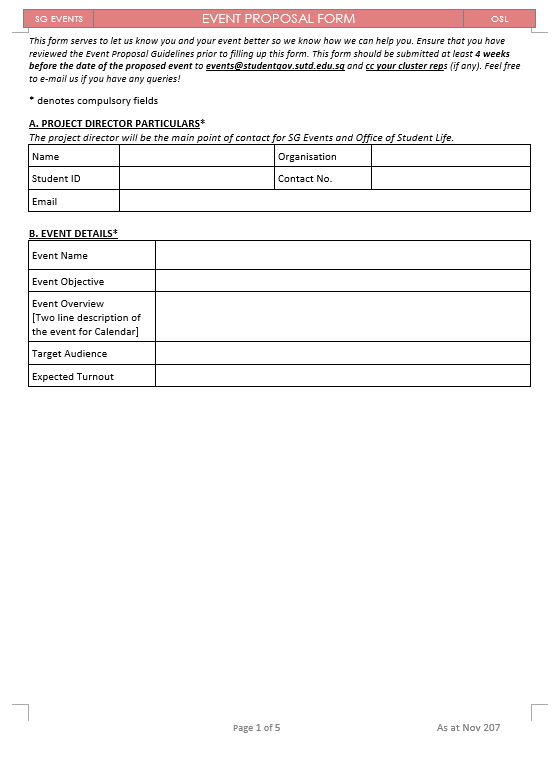 SG EVENTS EVENT PROPOSAL FORM OSL
This form serves to let us know you and your event better so we know how we can help you. Ensure that you have
reviewed the Event Proposal Guidelines prior to filling up this form. This form should be submitted at least 4 weeks
before the date of the proposed event to events@studentgov.sutd.edu.sg and cc your cluster reps (if any). Feel free
to e-mail us if you have any queries!
* denotes compulsory fields
A. PROJECT DIRECTOR PARTICULARS*
The project director will be the main point of contact for SG Events and Office of Student Life.
Name Organisation
Student ID Contact No.
Email
B. EVENT DETAILS*
Event Name
Event Objective
Event Overview
[Two line description of
the event for Calendar]
Target Audience
Expected Turnout
Page 1 of 5 As at Nov 207